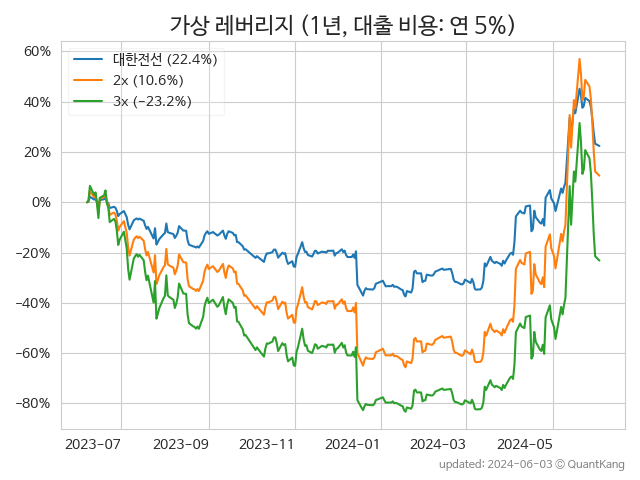 가상 레버리지 (1년, 대출 비용: 연 5%)
대한전선 (22.4%)
2x (10.6%)
3x (−23.2%)
60%
40%
20%
0%
−20%
−40%
−60%
−80%
2023-07
2023-09
2023-11
2024-01
2024-03
2024-05
updated: 2024-06-03 © QuantKang